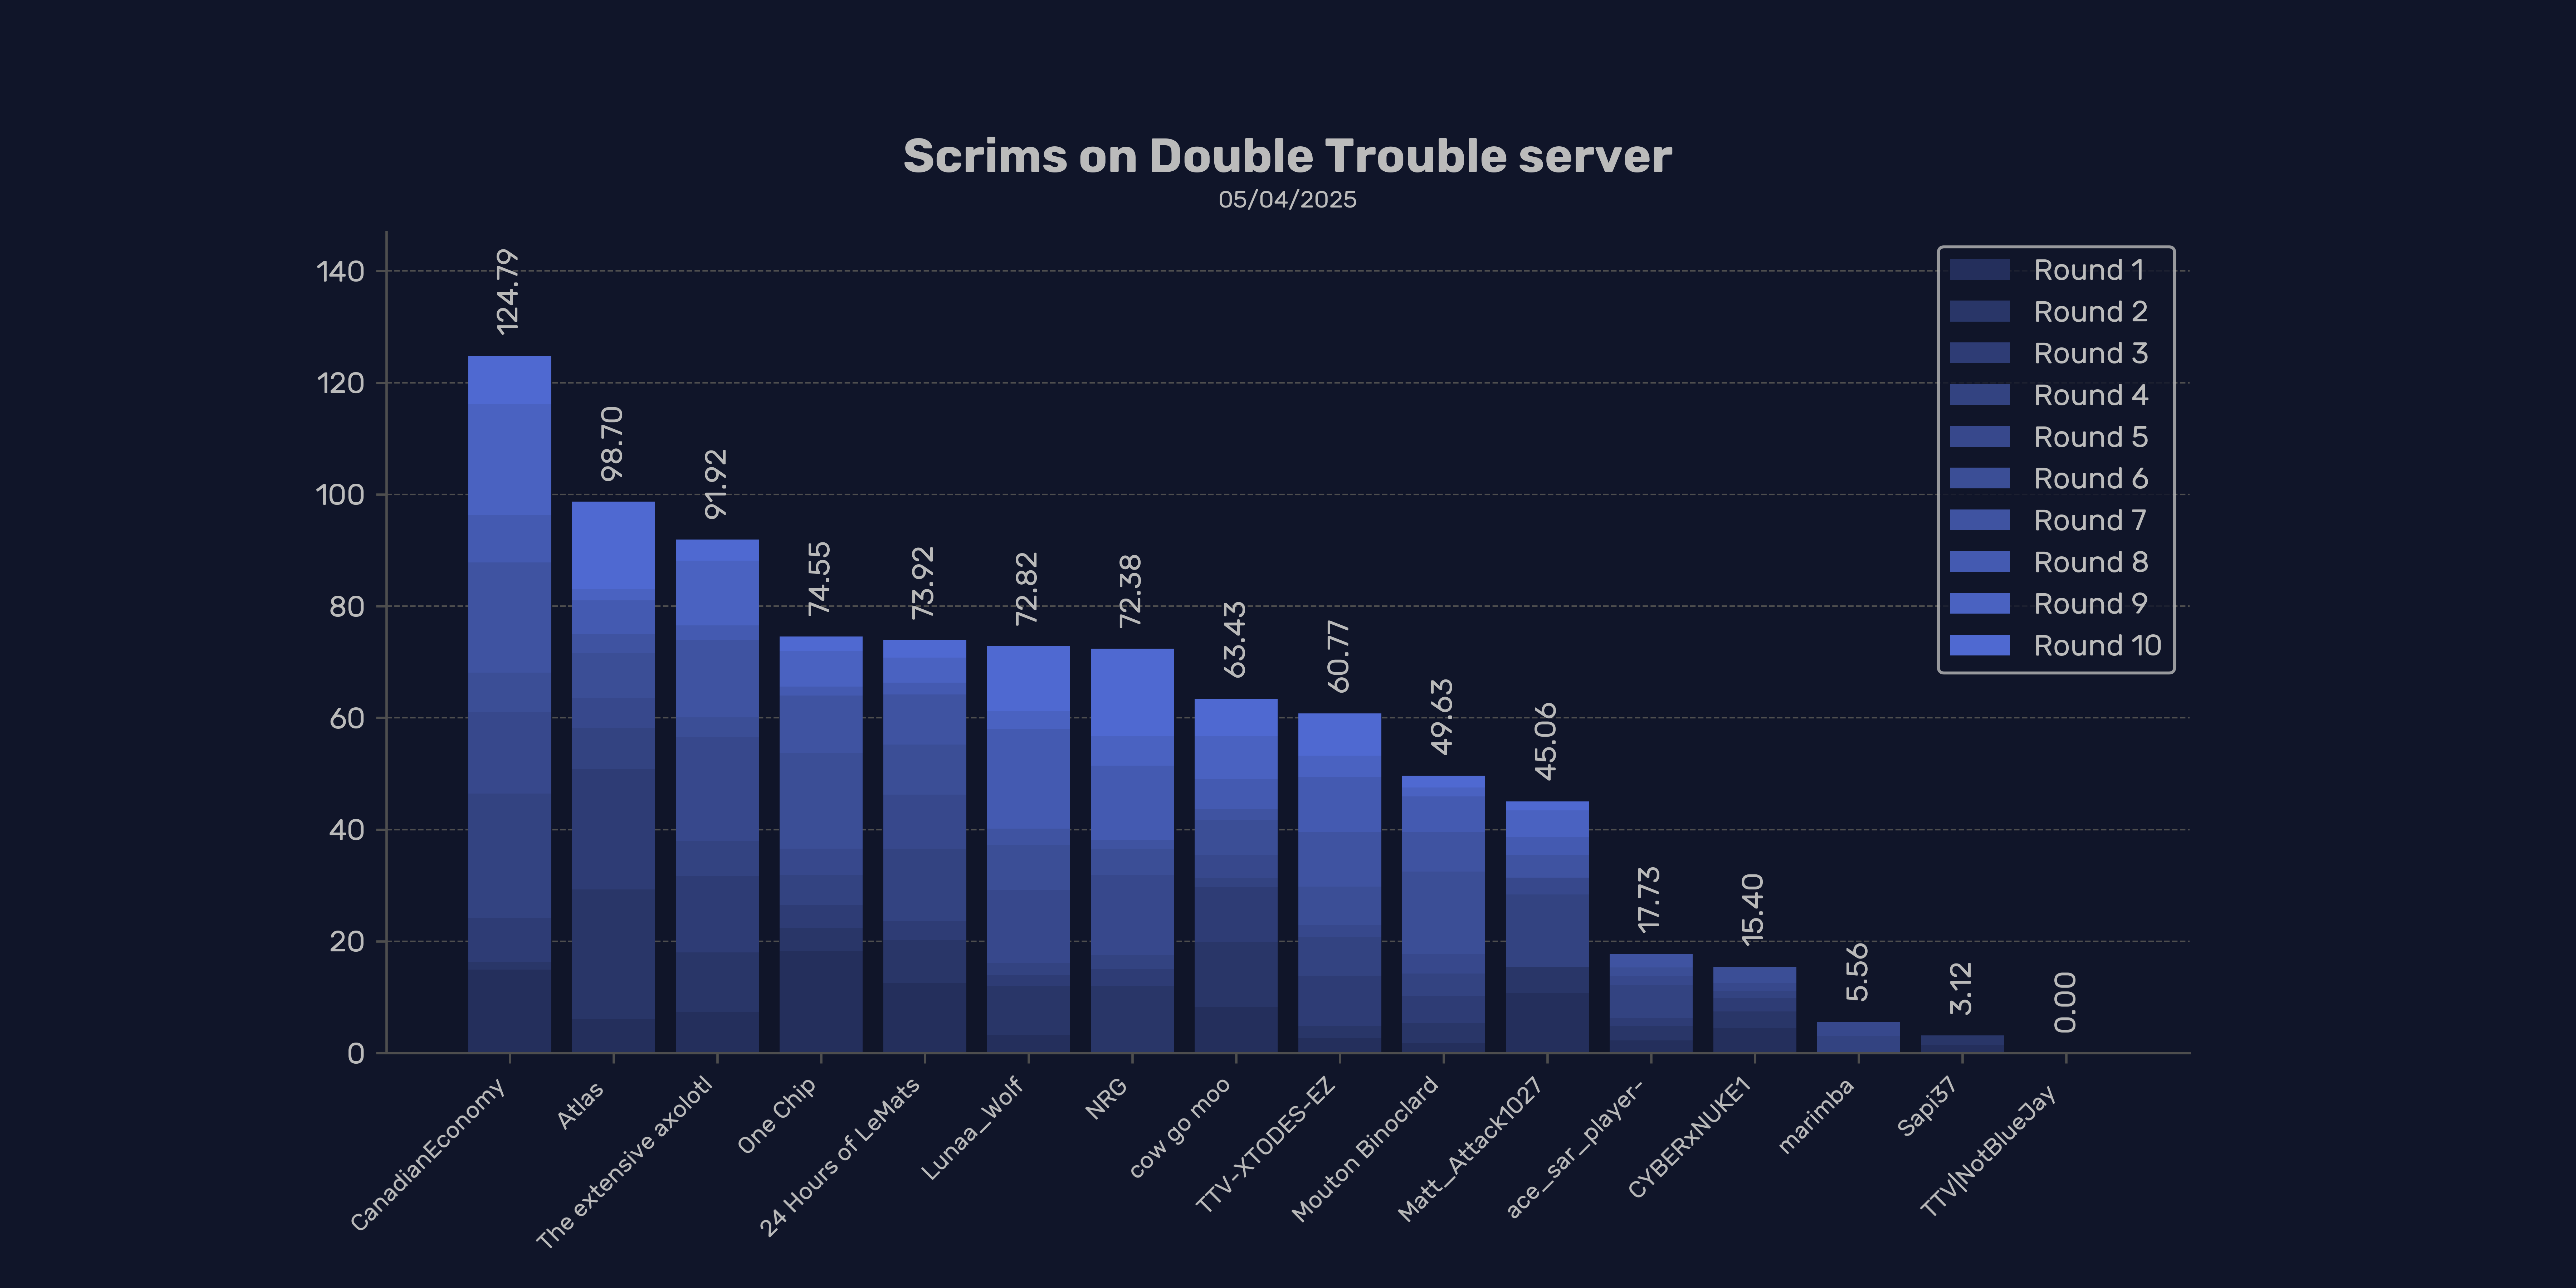 Scrims on Double Trouble server
05/04/2025
140
120
100
80
60
40
20
0
124.79
98.70
91.92
74.55
73.92
72.82
72.38
63.43
60.77
49.63
45.06
17.73
15.40
5.56
3.12
0.00
Round 1
Round 2
Round 3
Round 4
Round 5
Round 6
Round 7
Round 8
Round 9
Round 10
CanadianEconomy
Atlas
The extensive axolotl
One Chip
24 Hours of LeMats
Lunaa_Wolf
NRG
cow go moo
TTV-XTODES-EZ
Mouton Binoclard
Matt_Attack1027
ace_sar_player-
CYBERxNUKE1
marimba
Sapi37
TTV|NotBlueJay